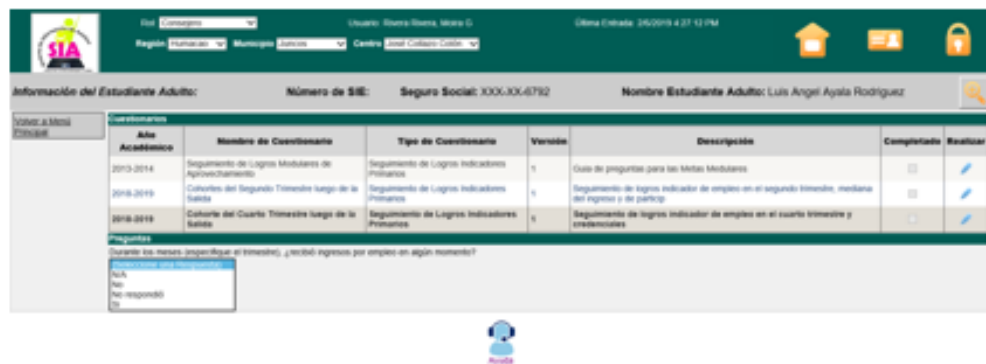 SIA
Rol: Consejero Usuario: Rivera Rivera, Moira G Última Entrada: 2/5/2019 4:27:12 PM
Región Humacao Municipio Juncos Centro José Collazo Colón
Información del Estudiante Adulto: Número de SIE: Seguro Social: XXX-XX-6792 Nombre Estudiante Adulto: Luis Angel Ayala Rodriguez
Volver a Menú
Principal
Cuestionarios
Año Académico Nombre de Cuestionario Tipo de Cuestionario Versión Descripción Completado Realizar
2013-2014 Seguimiento de Logros Modulares de Aprovechamiento Seguimiento de Logros Indicadores Primarios 1 Guía de preguntas para las Metas Modulares
2018-2019 Cohortes del Segundo Trimestre luego de la Salida Seguimiento de Logros Indicadores Primarios 1 Seguimiento de logros indicador de empleo en el segundo trimestre, mediana del ingreso y de particip
2018-2019 Cohorte del Cuarto Trimestre luego de la Salida Seguimiento de Logros Indicadores Primarios 1 Seguimiento de logros indicador de empleo en el cuarto trimestre y credenciales
Preguntas
Durante los meses (especifique el trimestre), ¿recibió ingresos por empleo en algún momento?
N/A
No
No respondió
Si
Ayuda